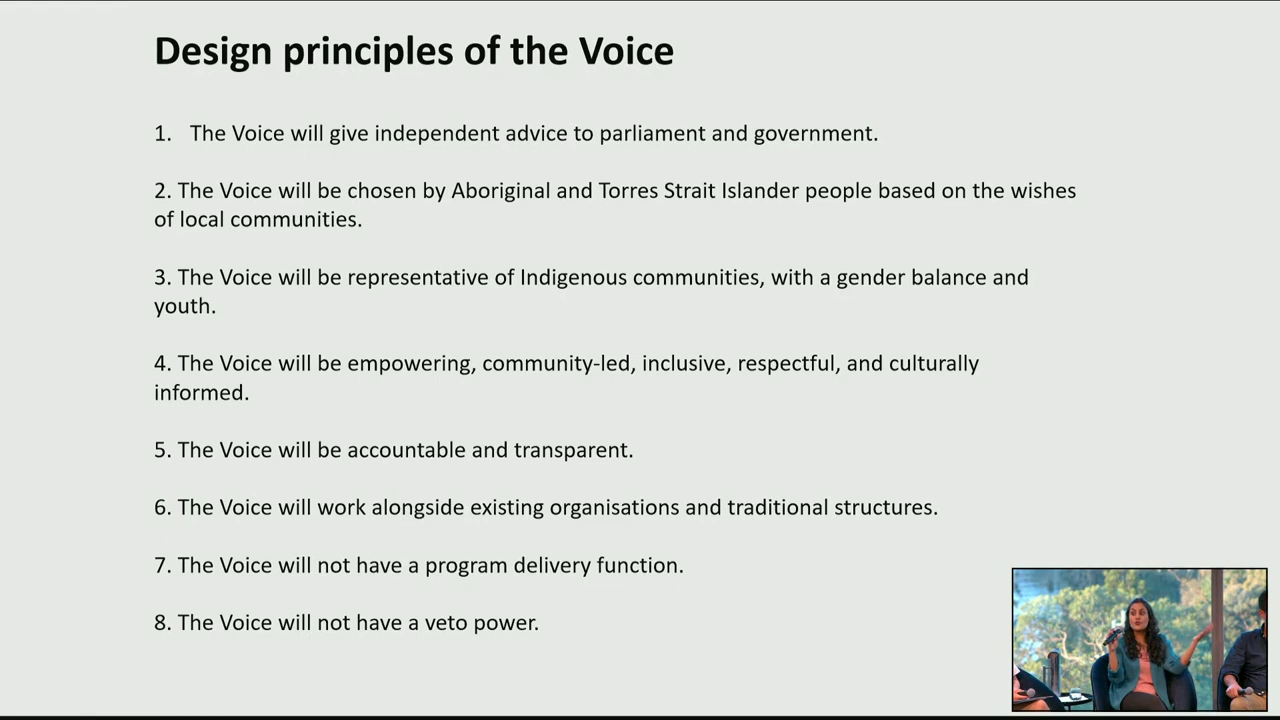 Design principles of the Voice
1. The Voice will give independent advice to parliament and government.
2. The Voice will be chosen by Aboriginal and Torres Strait Islander people based on the wishes
of local communities.
3. The Voice will be representative of Indigenous communities, with a gender balance and
youth.
4. The Voice will be empowering, community-led, inclusive, respectful, and culturally
informed.
5. The Voice will be accountable and transparent.
6. The Voice will work alongside existing organisations and traditional structures.
7. The Voice will not have a program delivery function.
8. The Voice will not have a veto power.